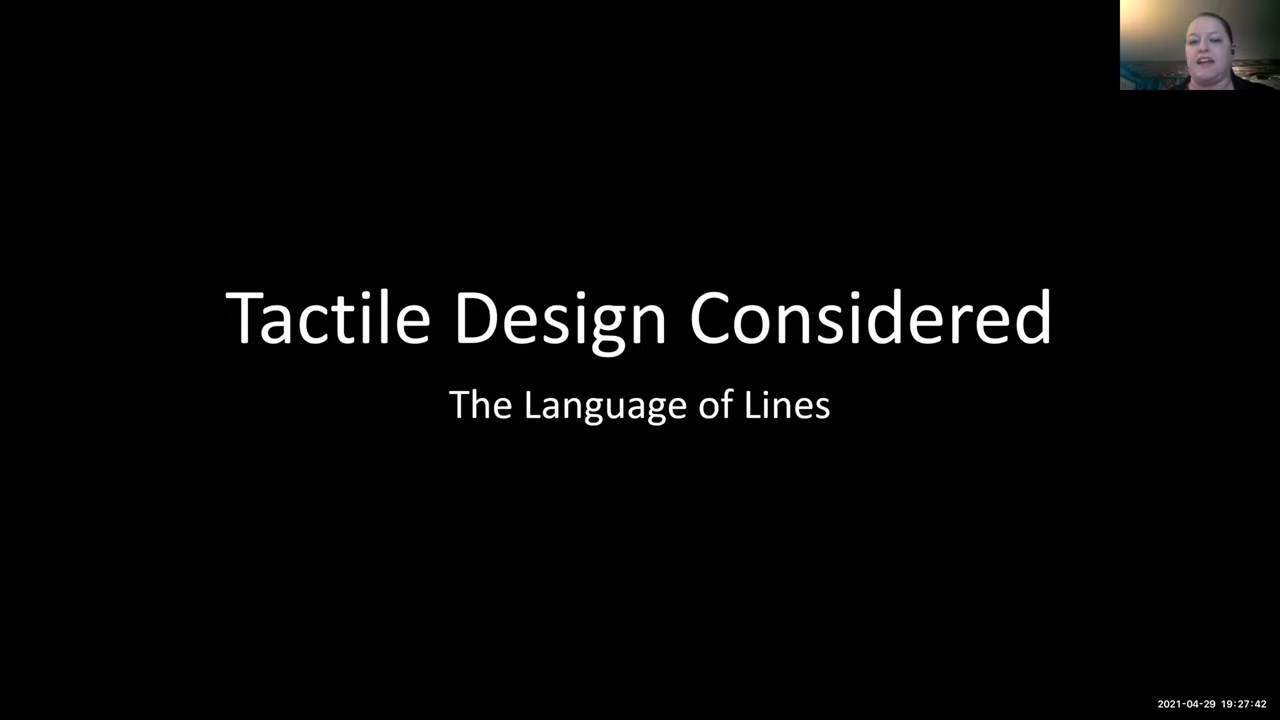 Tactile Design Considered
The Language of Lines
2021-04-29 19:27:42